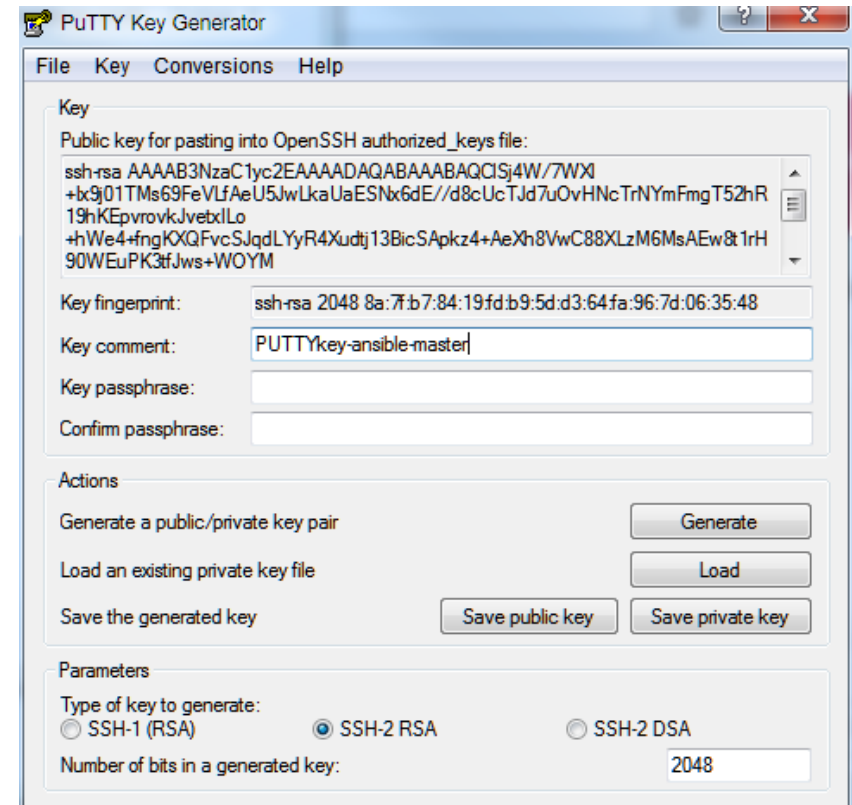 PuTTY Key Generator
?
X
File Key Conversions Help
Key
Public key for pasting into OpenSSH authorized_keys file:
ssh-rsa AAAAB3NzaC1yc2EAAAADAQABAAABAQClSj4W/7WXl
+lx9j01TMs69FeVLfAeU5JwLkaUaESNx6dE//d8cUcTJd7uOvHNcTrNYmFmgT52hR
19hKEpvrovkJvetxlLo
+hWe4+fngKXQFvcSJqdLYyR4Xudtj13BicSApkz4+AeXh8VwC88XLzM6MsAEw8t1rH
90WEuPK3tfJws+WOYM
Key fingerprint: ssh-rsa 2048 8a:7f:b7:84:19:fd:b9:5d:d3:64:fa:96:7d:06:35:48
Key comment: PUTTYkey-ansible-master
Key passphrase:
Confirm passphrase:
Actions
Generate a public/private key pair Generate
Load an existing private key file Load
Save the generated key Save public key Save private key
Parameters
Type of key to generate:
SSH-1 (RSA) SSH-2 RSA SSH-2 DSA
Number of bits in a generated key: 2048